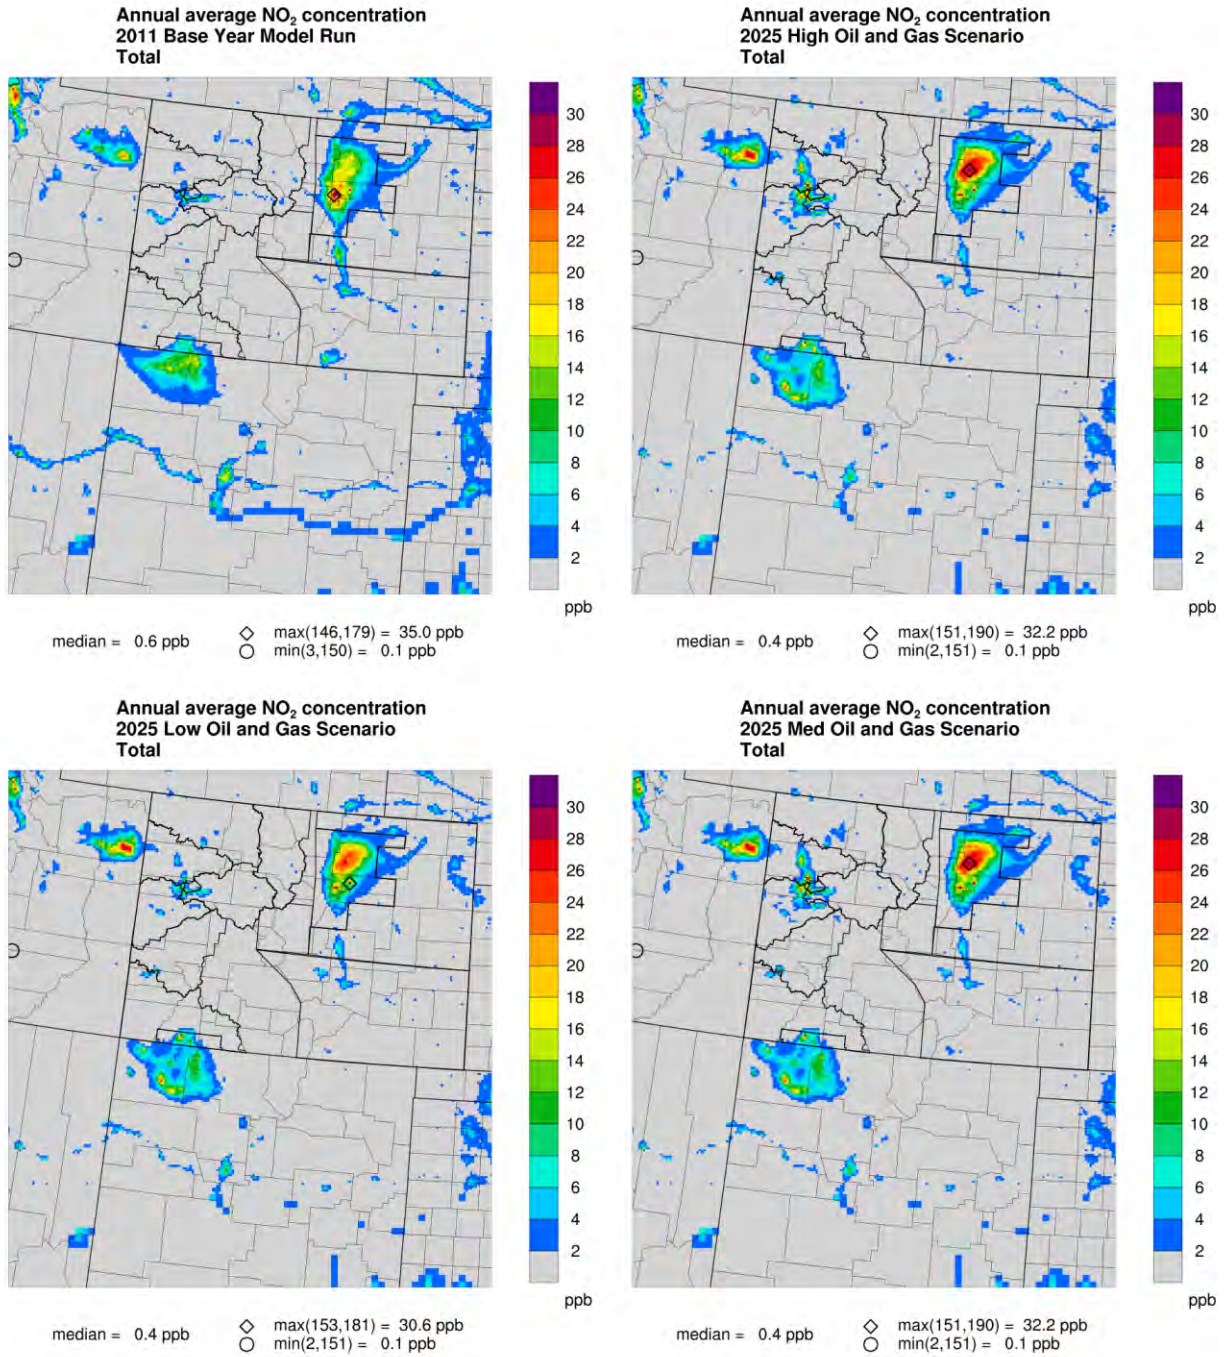 Annual average NO₂ concentration
2011 Base Year Model Run
Total
30
28
26
24
22
20
18
16
14
12
10
8
6
4
2
ppb
median = 0.6 ppb
max(146,179) = 35.0 ppb
min(3,150) = 0.1 ppb
Annual average NO₂ concentration
2025 High Oil and Gas Scenario
Total
30
28
26
24
22
20
18
16
14
12
10
8
6
4
2
ppb
median = 0.4 ppb
max(151,190) = 32.2 ppb
min(2,151) = 0.1 ppb
Annual average NO₂ concentration
2025 Low Oil and Gas Scenario
Total
30
28
26
24
22
20
18
16
14
12
10
8
6
4
2
ppb
median = 0.4 ppb
max(153,181) = 30.6 ppb
min(2,151) = 0.1 ppb
Annual average NO₂ concentration
2025 Med Oil and Gas Scenario
Total
30
28
26
24
22
20
18
16
14
12
10
8
6
4
2
ppb
median = 0.4 ppb
max(151,190) = 32.2 ppb
min(2,151) = 0.1 ppb